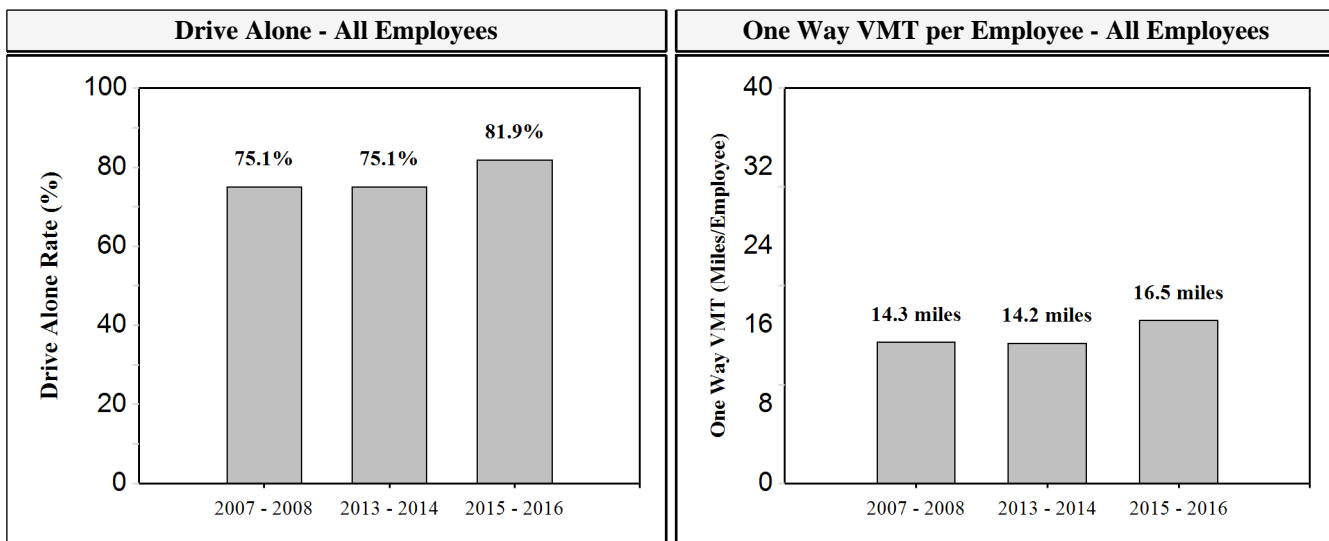 Drive Alone - All Employees
One Way VMT per Employee - All Employees
Drive Alone Rate (%)
100
80
60
40
20
0
75.1%
75.1%
81.9%
2007 - 2008
2013 - 2014
2015 - 2016
One Way VMT (Miles/Employee)
40
32
24
16
8
0
14.3 miles
14.2 miles
16.5 miles
2007 - 2008
2013 - 2014
2015 - 2016